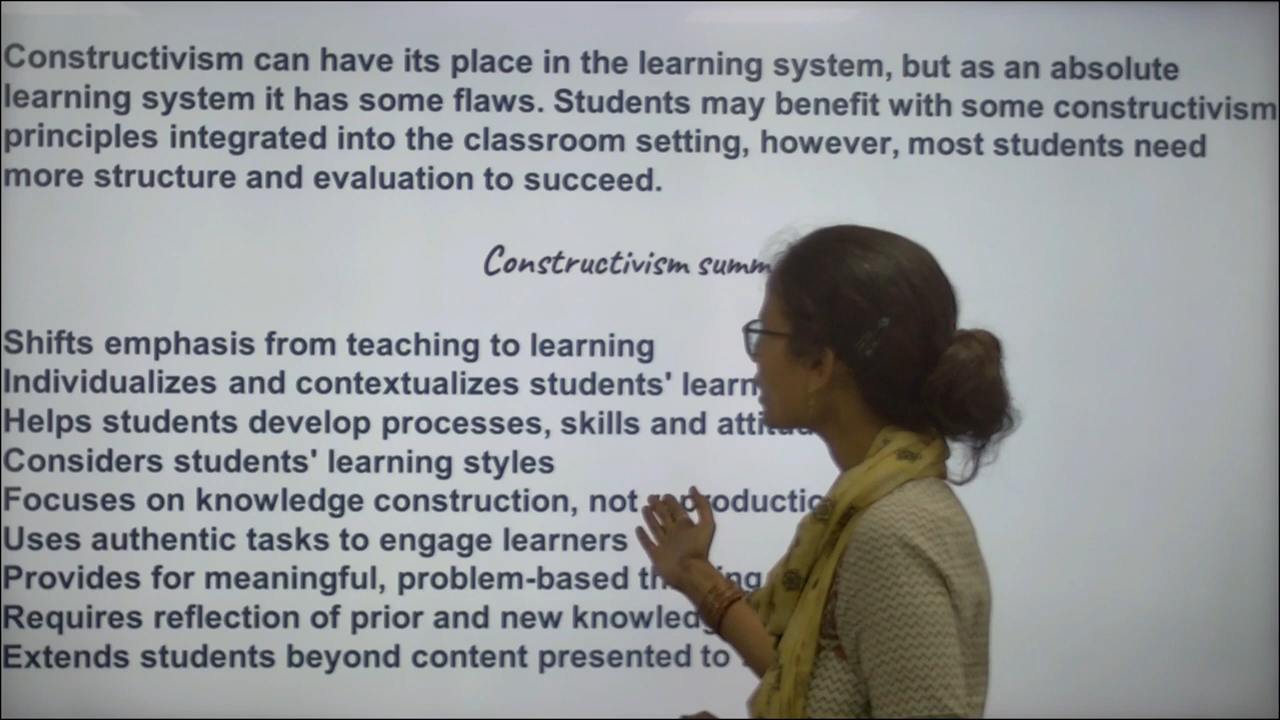 Constructivism can have its place in the learning system, but as an absolute
learning system it has some flaws. Students may benefit with some constructivism
principles integrated into the classroom setting, however, most students need
more structure and evaluation to succeed.
Constructivism
Shifts emphasis from teaching to learning
Individualizes and contextualizes students'
Helps students develop processes, skills and
Considers students' learning styles
Focuses on knowledge construction, not
Uses authentic tasks to engage learners
Provides for meaningful, problem-based
Requires reflection of prior and new
Extends students beyond content presented to